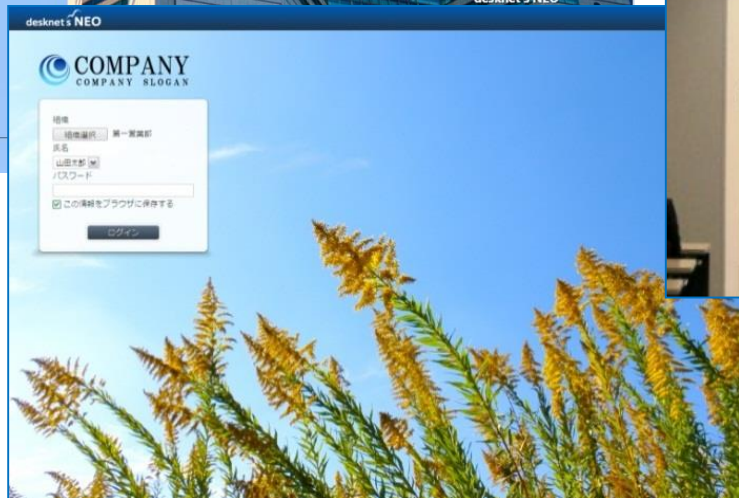 desknet's NEO
desknet's NEO
COMPANY
COMPANY SLOGAN
組織
組織選択 第一営業部
氏名
山田太郎
パスワード
この情報をブラウザに保存する
ログイン